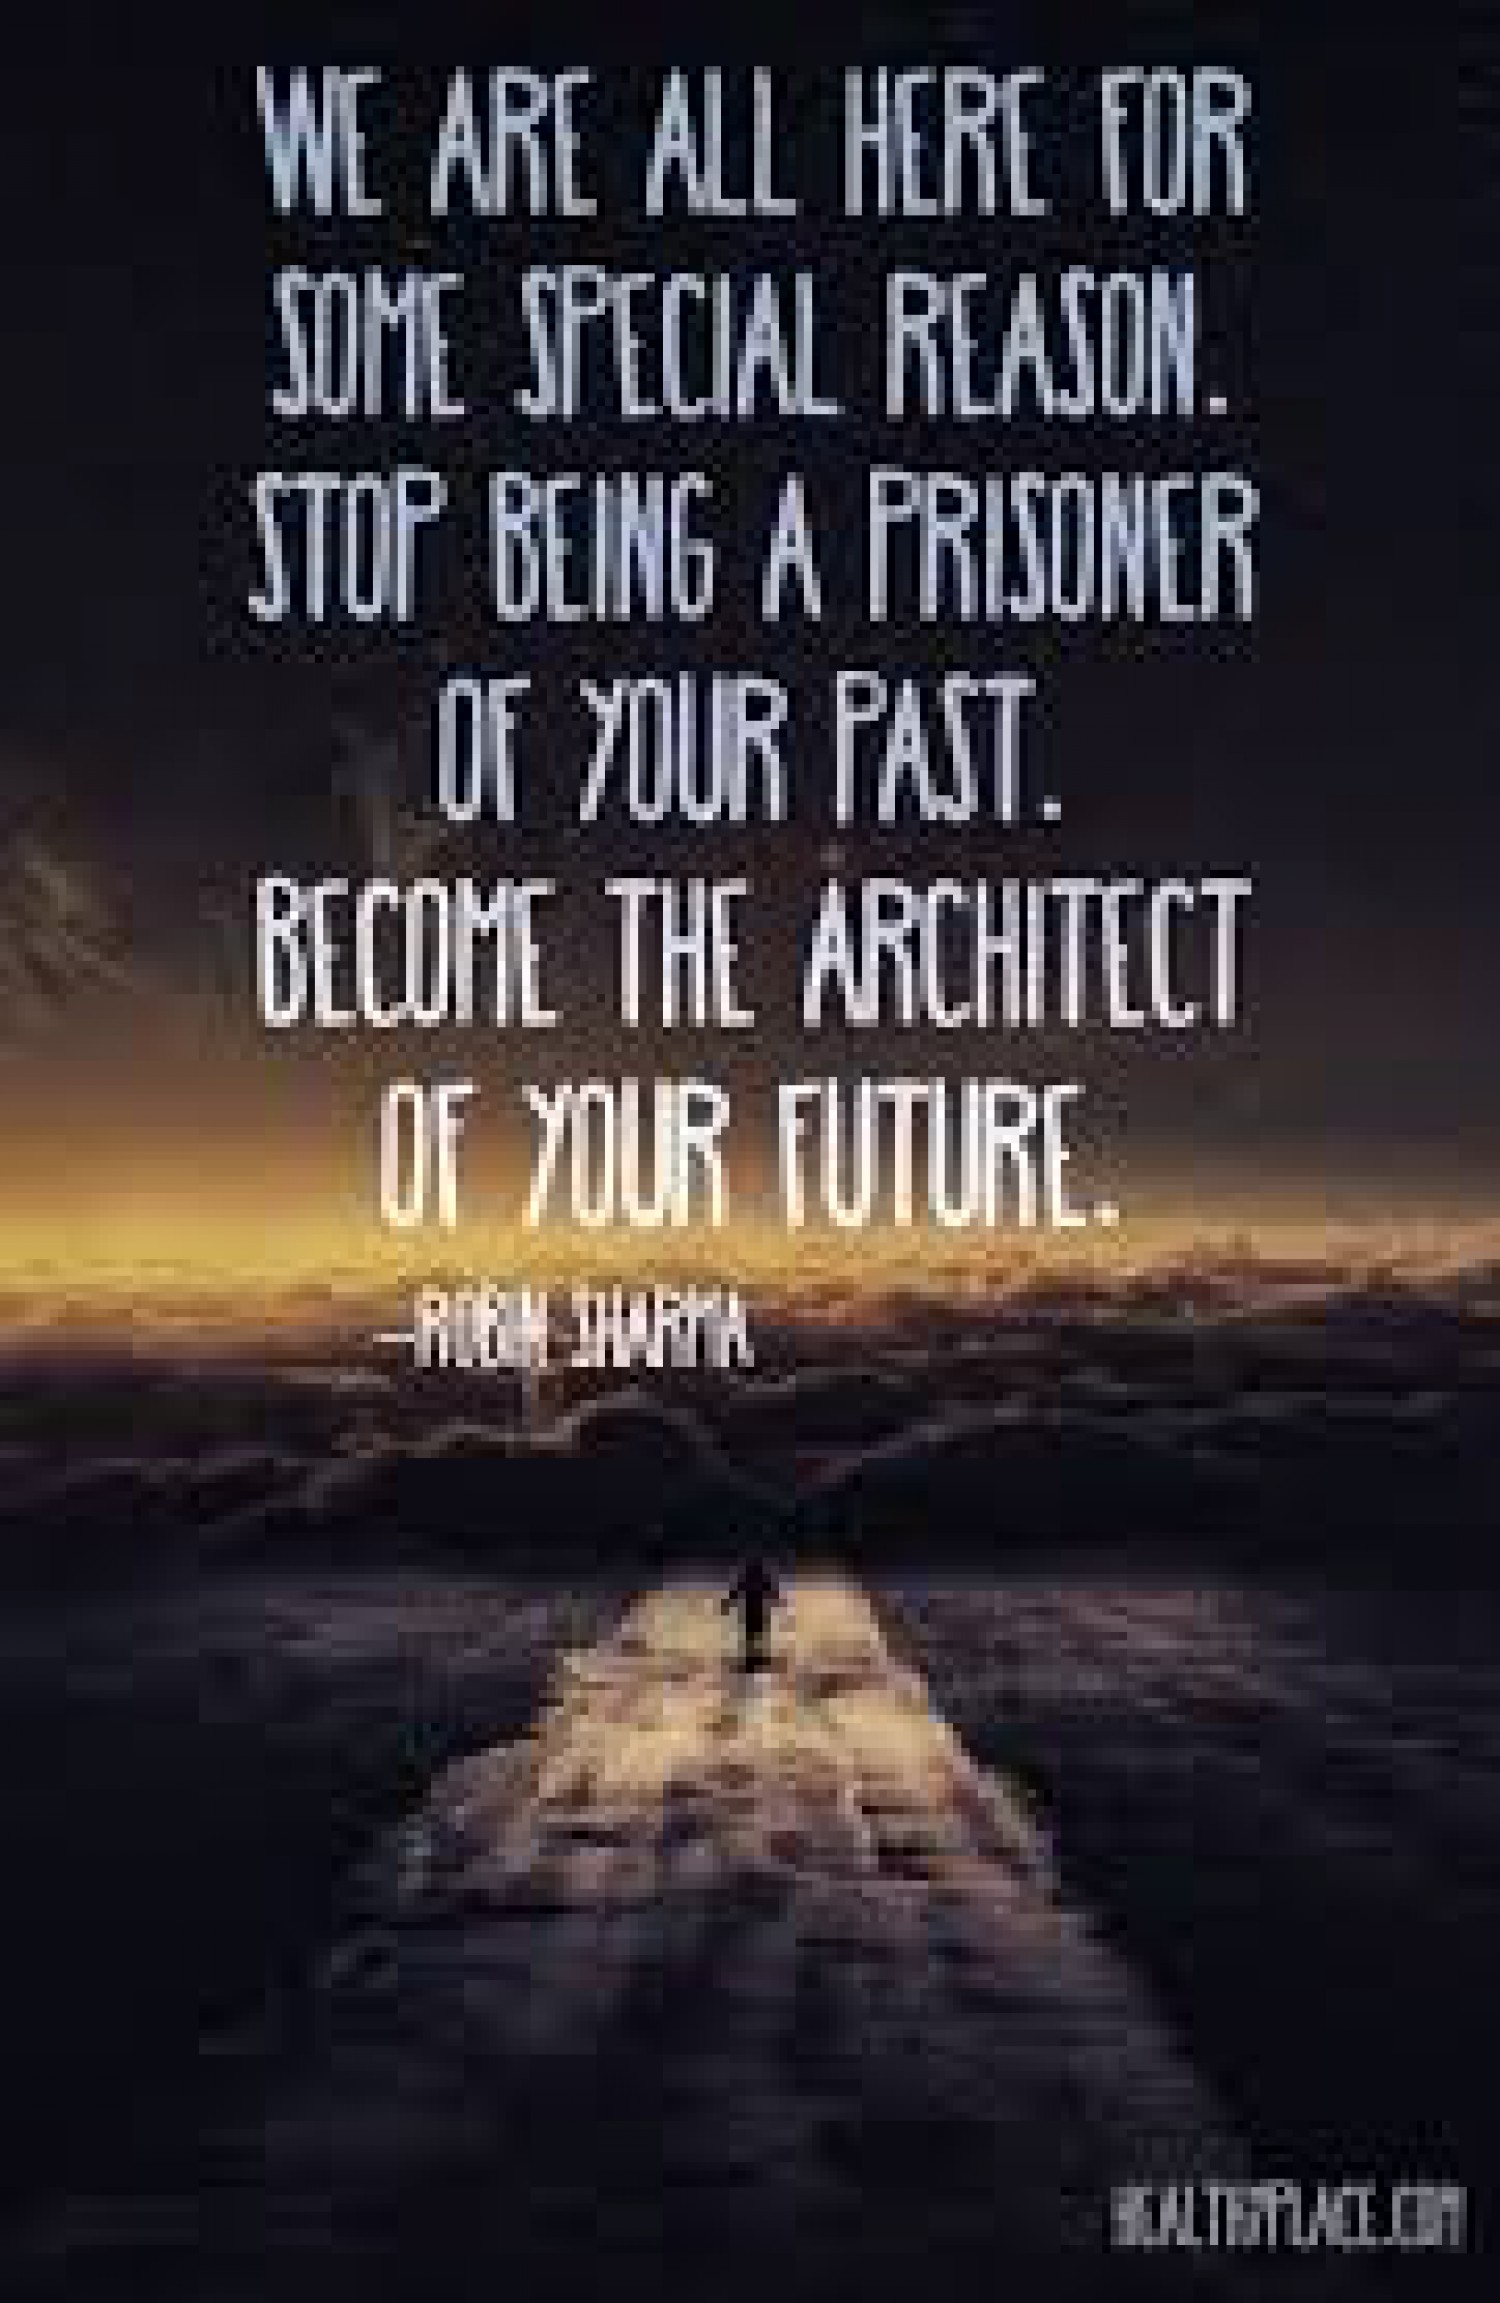 WE ARE ALL HERE FOR
SOME SPECIAL REASON.
STOP BEING A PRISONER
OF YOUR PAST.
BECOME THE ARCHITECT
OF YOUR FUTURE.
—ROBIN SHARMA
HEALTHYPLACE.COM